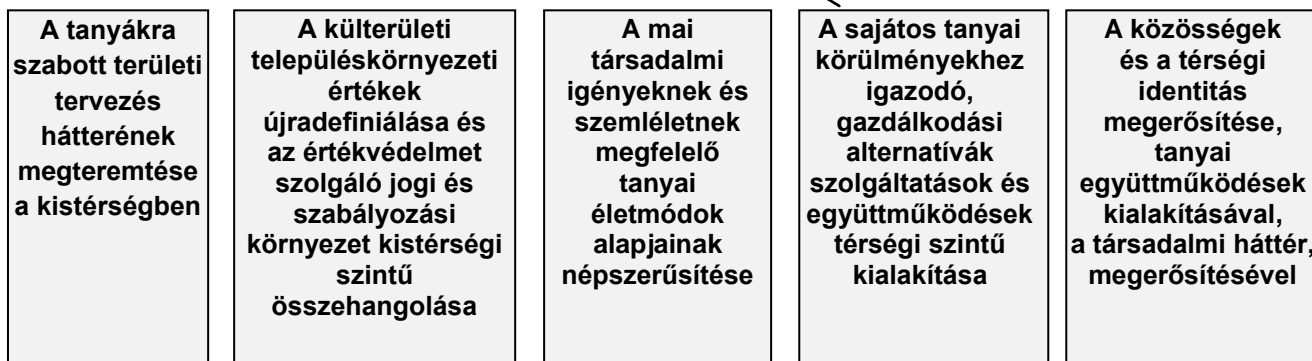 A tanyákra
szabott területi
tervezés
hátterének
megteremtése
a kistérségben
A külterületi
településkörnyezeti
értékek
újradefiniálása és
az értékvédelmet
szolgáló jogi és
szabályozási
környezet kistérségi
szintű
összehangolása
A mai
társadalmi
igényeknek és
szemléletnek
megfelelő
tanyai
életmódok
alapjainak
népszerűsítése
A sajátos tanyai
körülményekhez
igazodó,
gazdálkodási
alternatívák
szolgáltatások és
együttműködések
térségi szintű
kialakítása
A közösségek
és a térségi
identitás
megerősítése,
tanyai
együttműködések
kialakításával,
a társadalmi háttér,
megerősítésével